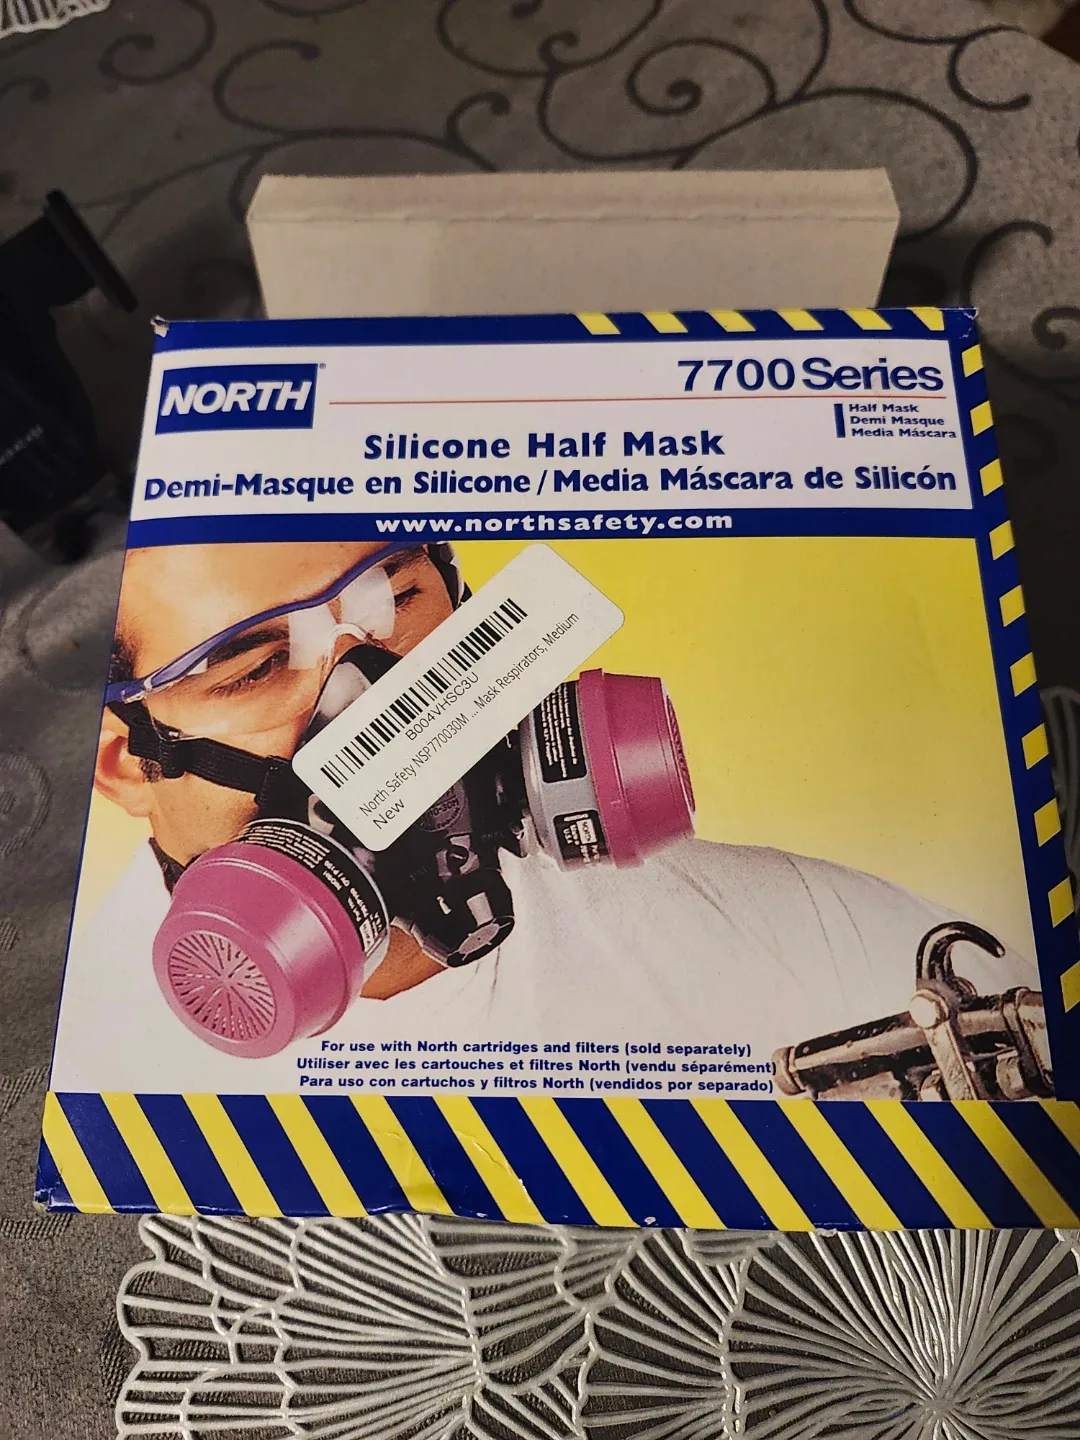 NORTH®
7700 Series
Half Mask
Demi Masque
Media Máscara
Silicone Half Mask
Demi-Masque en Silicone / Media Máscara de Silicón
www.northsafety.com
B004VHSC3U
North Safety NSP770030M ... Mask Respirators, Medium
New
For use with North cartridges and filters (sold separately)
Utiliser avec les cartouches et filtres North (vendu séparément)
Para uso con cartuchos y filtros North (vendidos por separado)